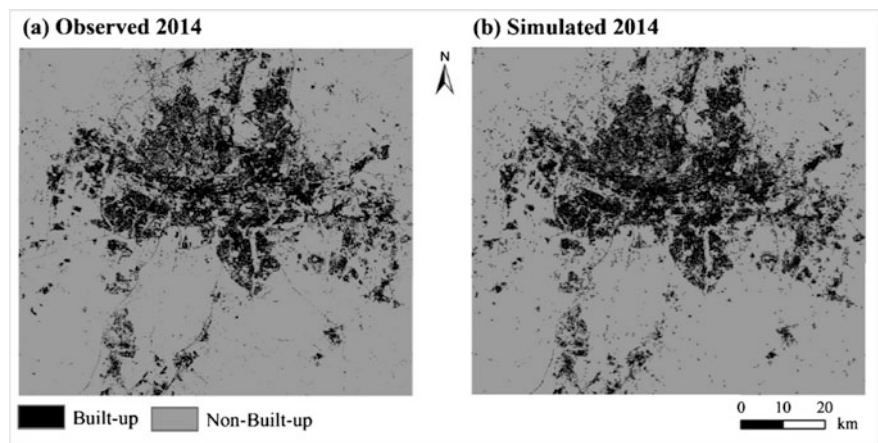 (a) Observed 2014
(b) Simulated 2014
N
Built-up
Non-Built-up
0 10 20
km